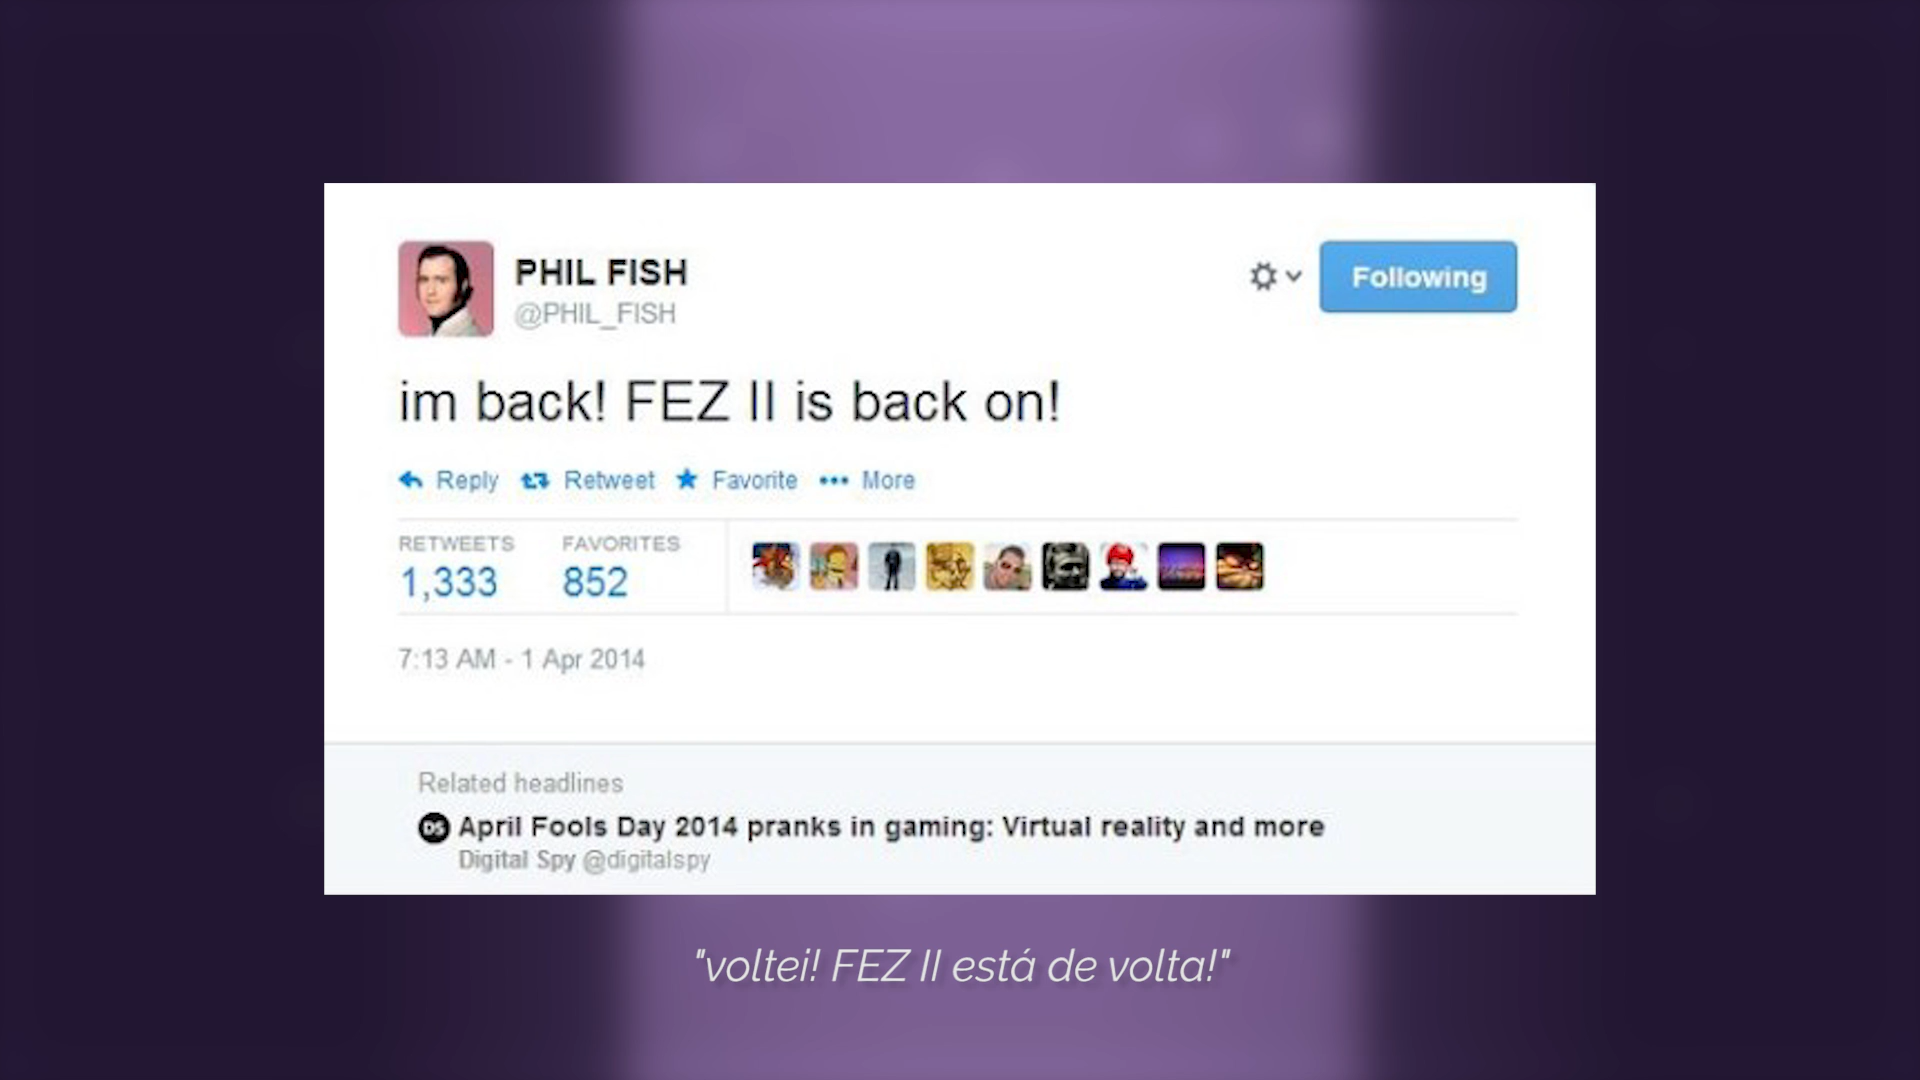 PHIL FISH
@PHIL_FISH
Following
im back! FEZ II is back on!
Reply Retweet Favorite More
RETWEETS FAVORITES
1,333 852
7:13 AM - 1 Apr 2014
Related headlines
DS April Fools Day 2014 pranks in gaming: Virtual reality and more
Digital Spy @digitalspy
"voltei! FEZ II está de volta!"